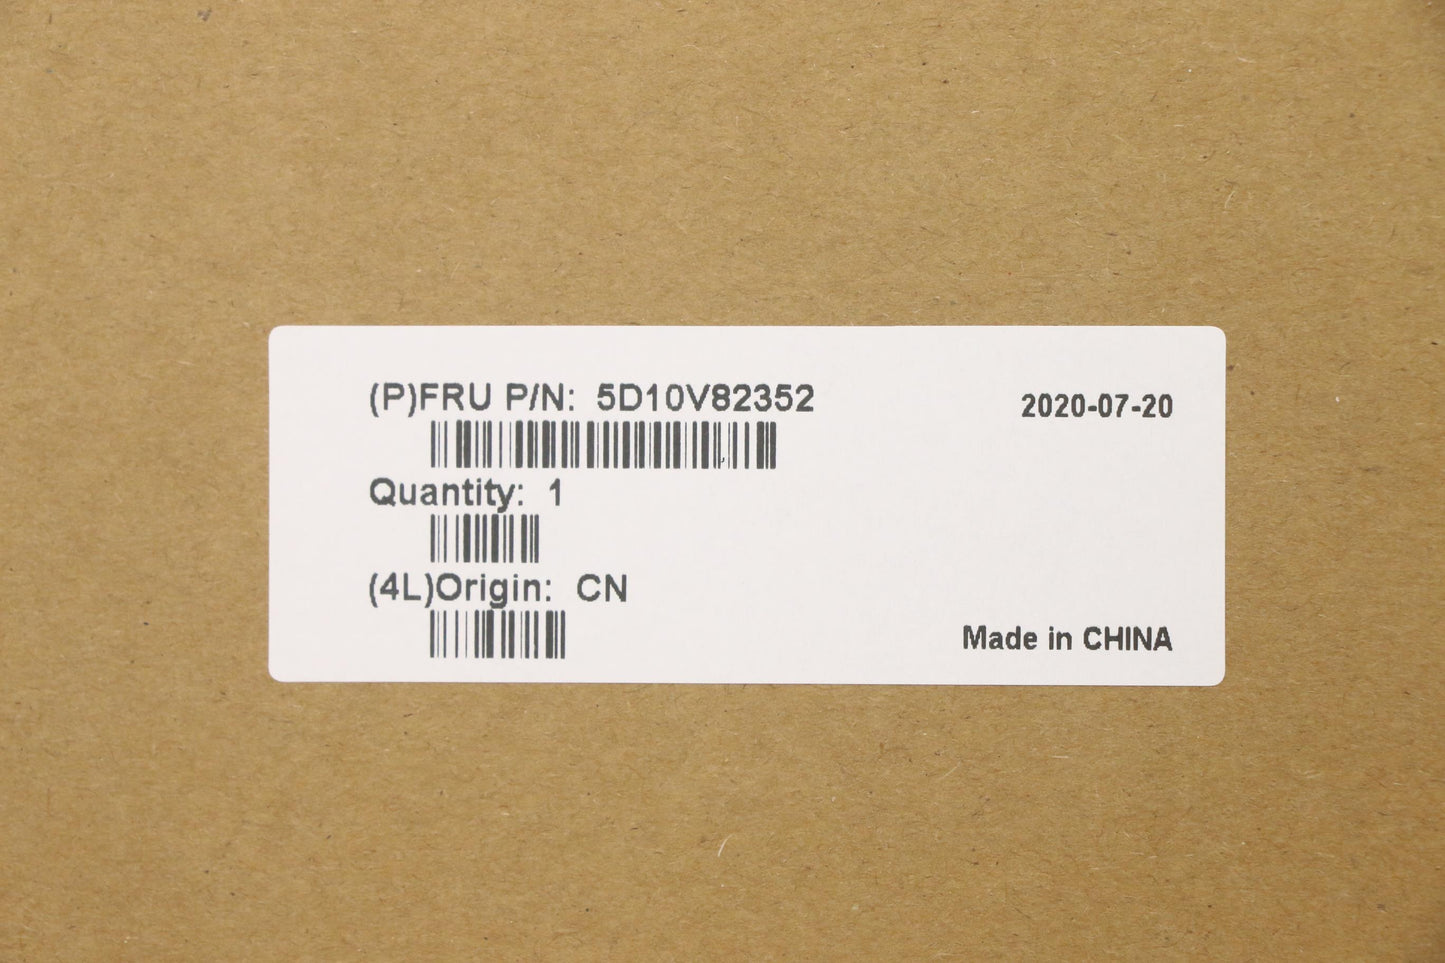 (P)FRU P/N: 5D10V82352
2020-07-20
Quantity: 1
(4L)Origin: CN
Made in CHINA